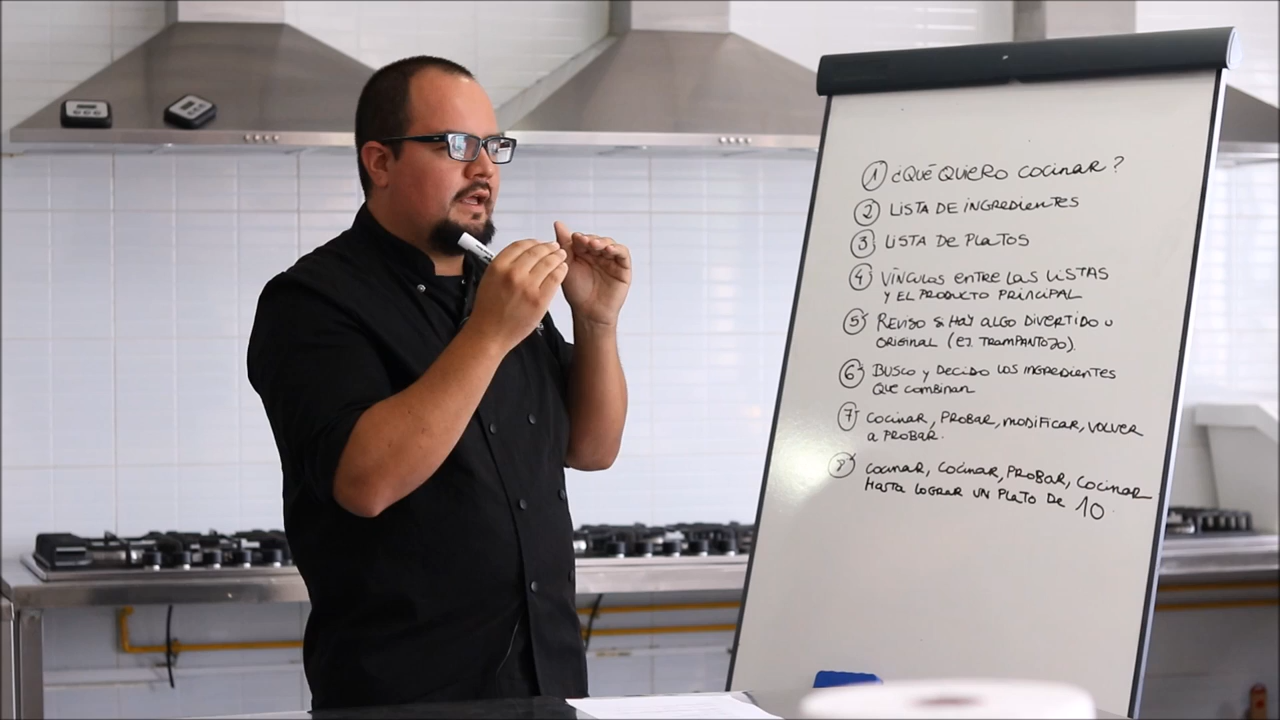 1 ¿QUÉ QUIERO COCINAR?
2 LISTA DE INGREDIENTES
3 LISTA DE PLATOS
4 VÍNCULOS ENTRE LAS LISTAS
Y EL PRODUCTO PRINCIPAL
5 REVISO SI HAY ALGO DIVERTIDO U
ORIGINAL (EJ. TRAMPANTOJO).
6 BUSCO Y DECIDO LOS INGREDIENTES
QUE COMBINAN
7 COCINAR, PROBAR, MODIFICAR, VOLVER
A PROBAR.
8 COCINAR, COCINAR, PROBAR, COCINAR
HASTA LOGRAR UN PLATO DE 10